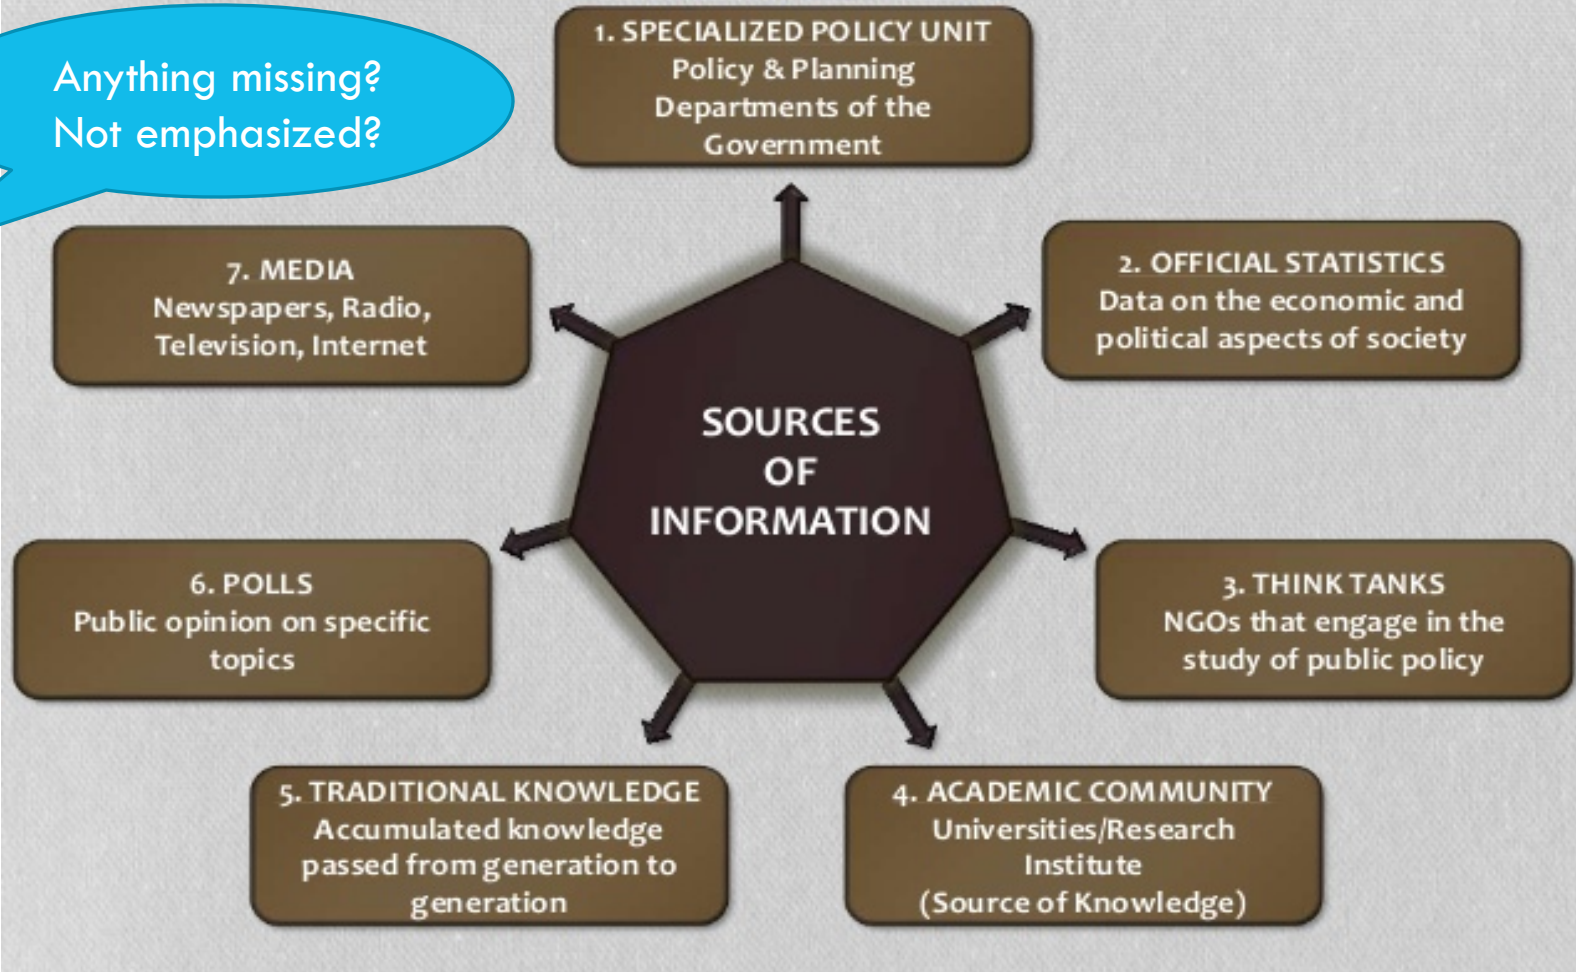 Anything missing?
Not emphasized?
1. SPECIALIZED POLICY UNIT
Policy & Planning
Departments of the
Government
2. OFFICIAL STATISTICS
Data on the economic and
political aspects of society
3. THINK TANKS
NGOs that engage in the
study of public policy
4. ACADEMIC COMMUNITY
Universities/Research
Institute
(Source of Knowledge)
5. TRADITIONAL KNOWLEDGE
Accumulated knowledge
passed from generation to
generation
6. POLLS
Public opinion on specific
topics
7. MEDIA
Newspapers, Radio,
Television, Internet
SOURCES
OF
INFORMATION